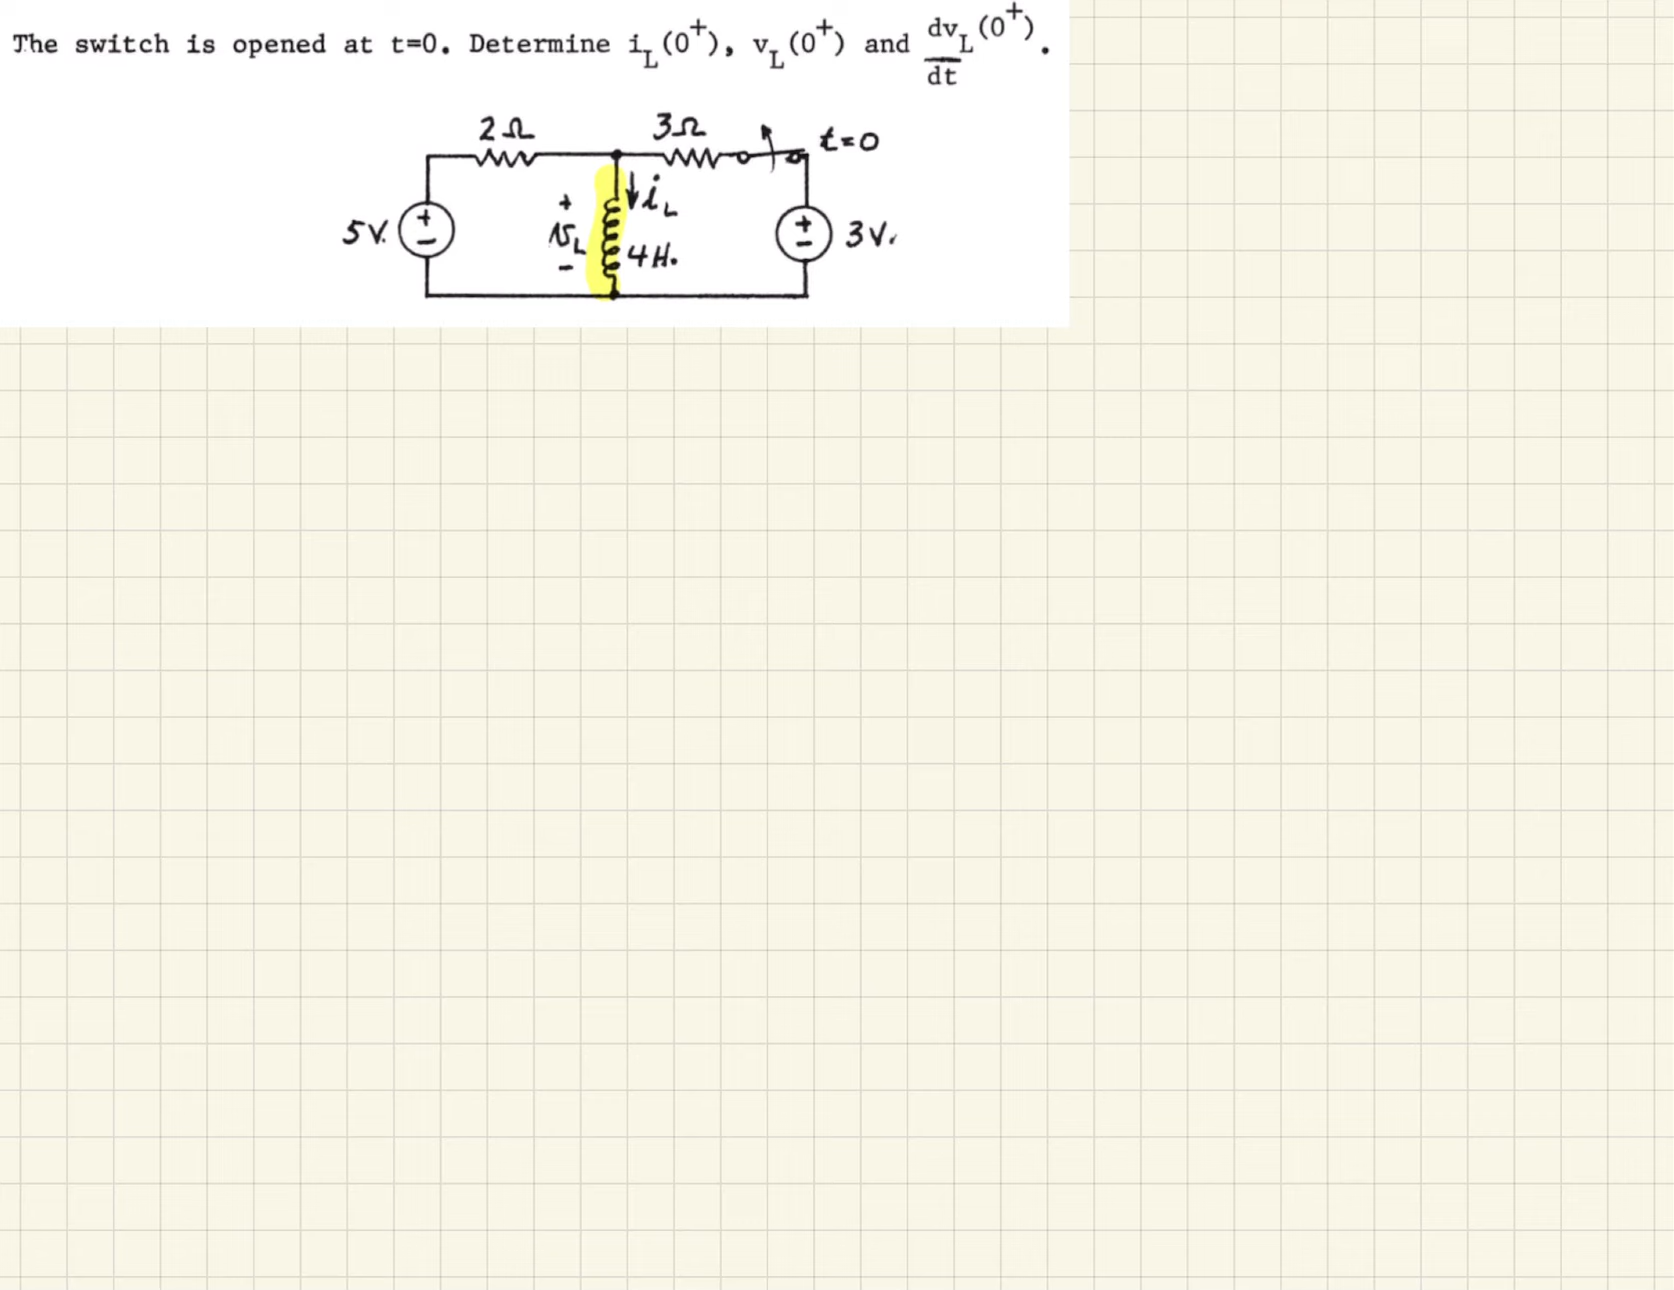 The switch is opened at t=0. Determine i_L(0^+), v_L(0^+) and dv_L(0^+)/dt.
2Ω 3Ω t=0
+ i_L
5V. + - v_L 4H. + - 3V.
-